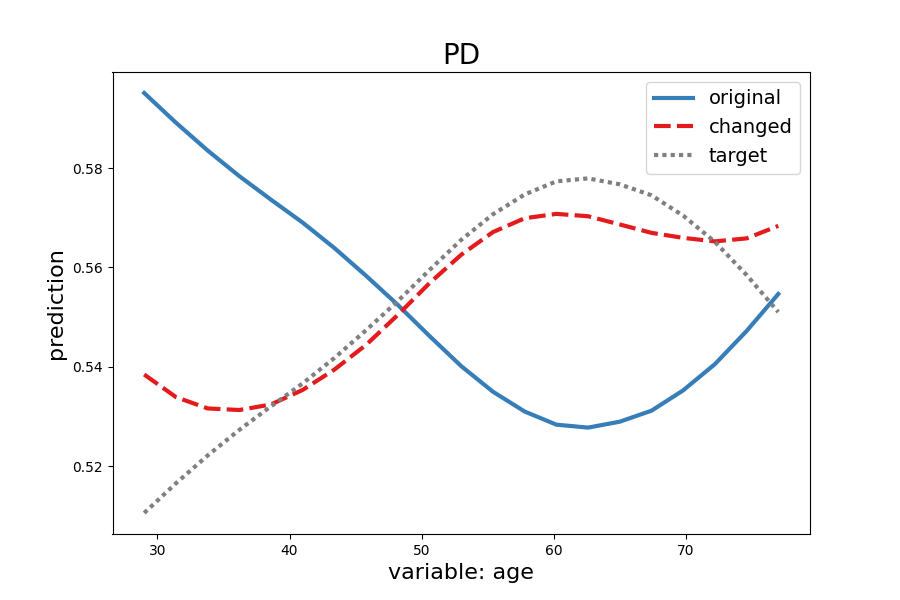 PD
original
changed
target
0.58
0.56
0.54
0.52
prediction
30 40 50 60 70
variable: age